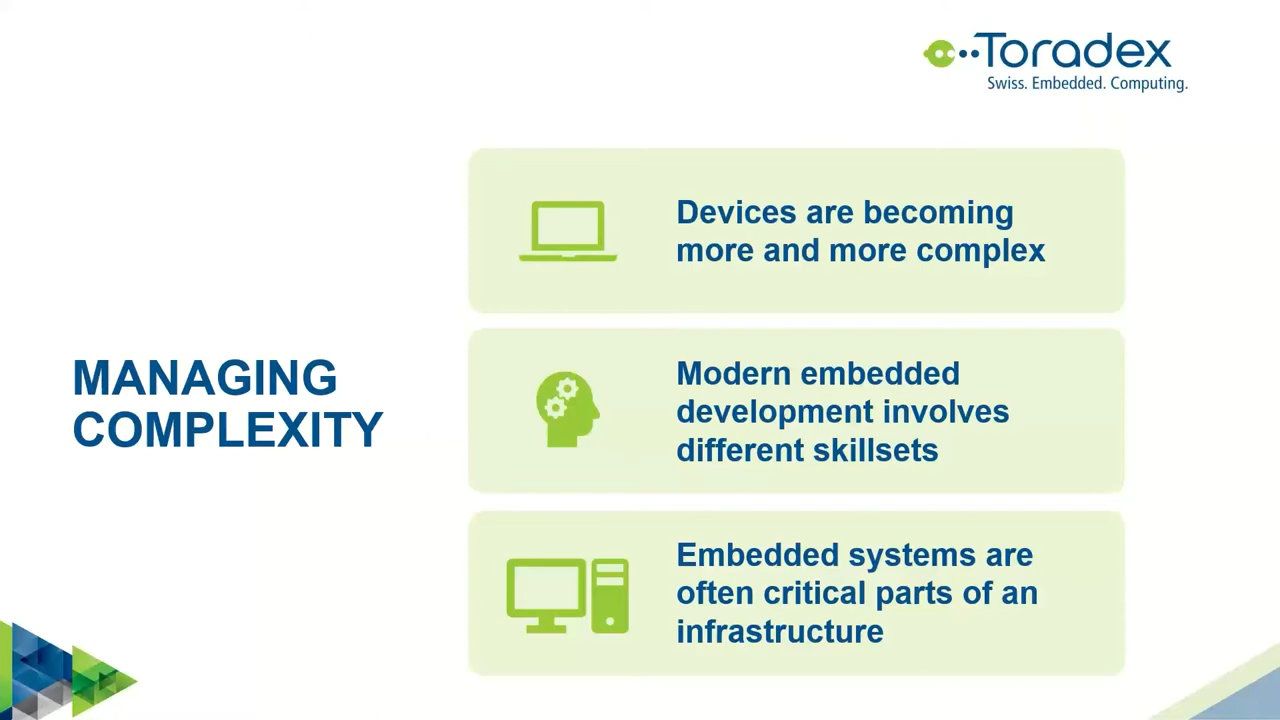 Toradex
Swiss. Embedded. Computing.
MANAGING
COMPLEXITY
Devices are becoming
more and more complex
Modern embedded
development involves
different skillsets
Embedded systems are
often critical parts of an
infrastructure